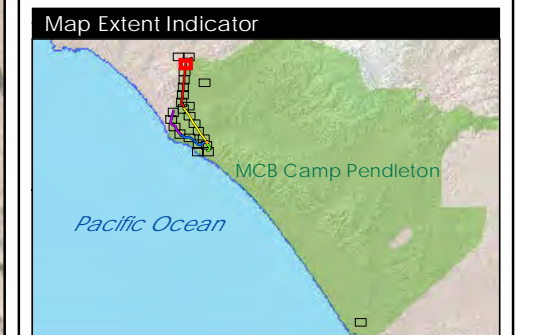 Map Extent Indicator
MCB Camp Pendleton
Pacific Ocean